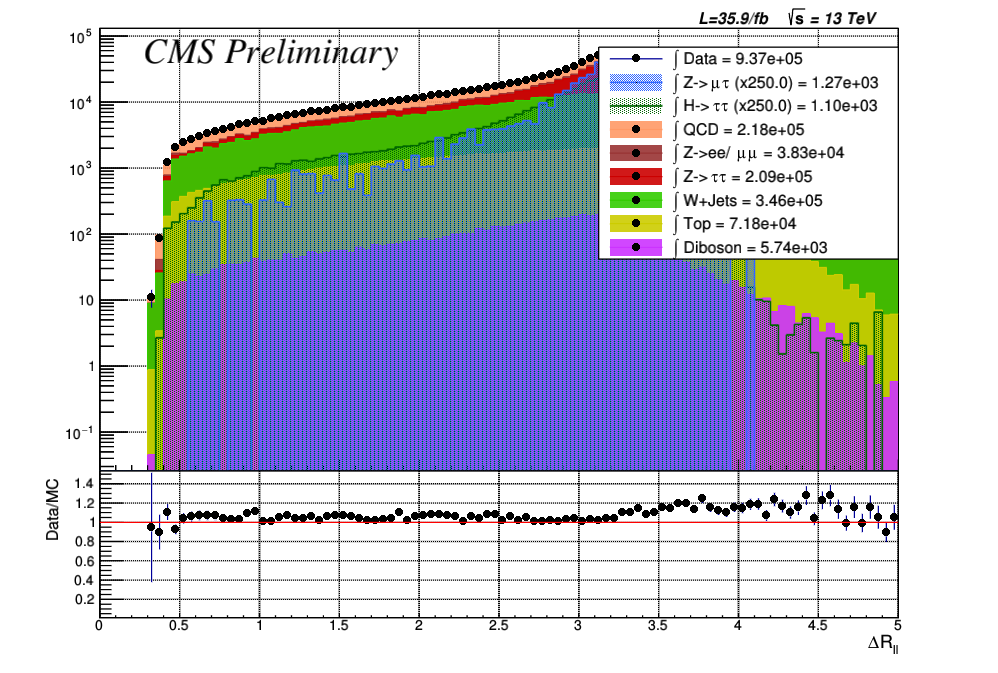 L=35.9/fb √s = 13 TeV
CMS Preliminary
10⁵
10⁴
10³
10²
10
1
10⁻¹
∫ Data = 9.37e+05
∫ Z->μτ (x250.0) = 1.27e+03
∫ H->ττ (x250.0) = 1.10e+03
∫ QCD = 2.18e+05
∫ Z->ee/ μμ = 3.83e+04
∫ Z->ττ = 2.09e+05
∫ W+Jets = 3.46e+05
∫ Top = 7.18e+04
∫ Diboson = 5.74e+03
Data/MC
1.4
1.2
1
0.8
0.6
0.4
0.2
0 0.5 1 1.5 2 2.5 3 3.5 4 4.5 5
ΔR_ll